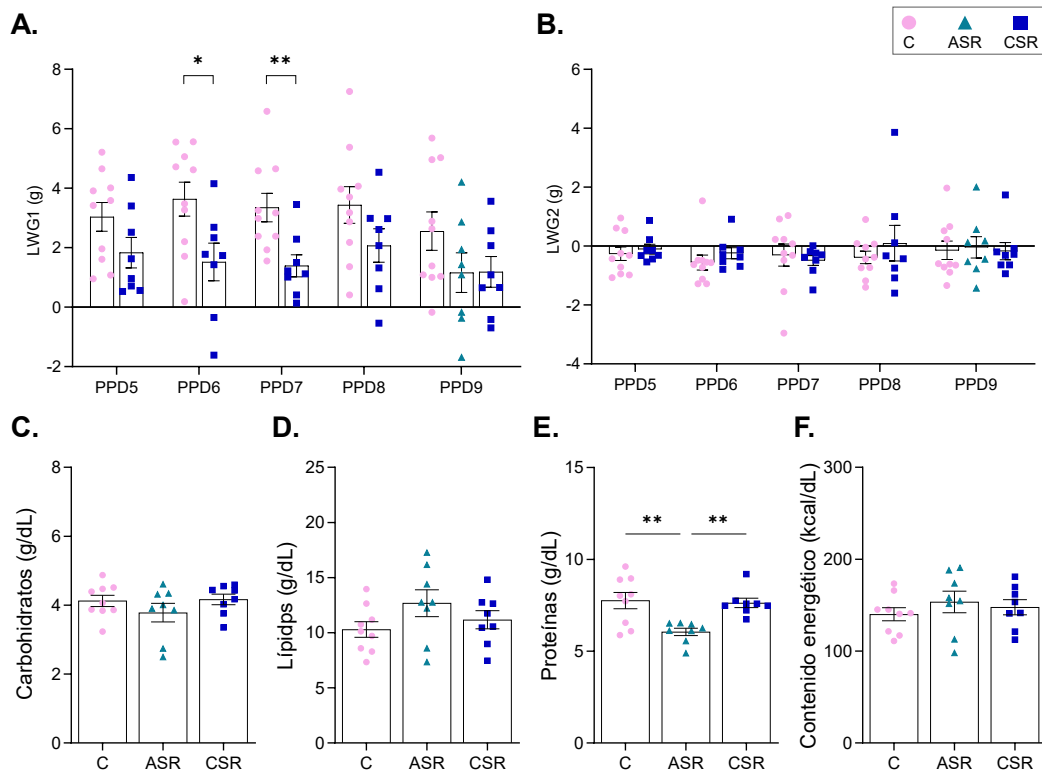 A.
B.
C
ASR
CSR
*
**
8
6
4
2
0
-2
LWG1 (g)
PPD5
PPD6
PPD7
PPD8
PPD9
6
4
2
0
-2
-4
LWG2 (g)
PPD5
PPD6
PPD7
PPD8
PPD9
C.
D.
E.
F.
8
6
4
2
0
Carbohidratos (g/dL)
C
ASR
CSR
25
20
15
10
5
0
Lípidps (g/dL)
C
ASR
CSR
**
**
15
10
5
0
Proteínas (g/dL)
C
ASR
CSR
300
200
150
100
0
Contenido energético (kcal/dL)
C
ASR
CSR